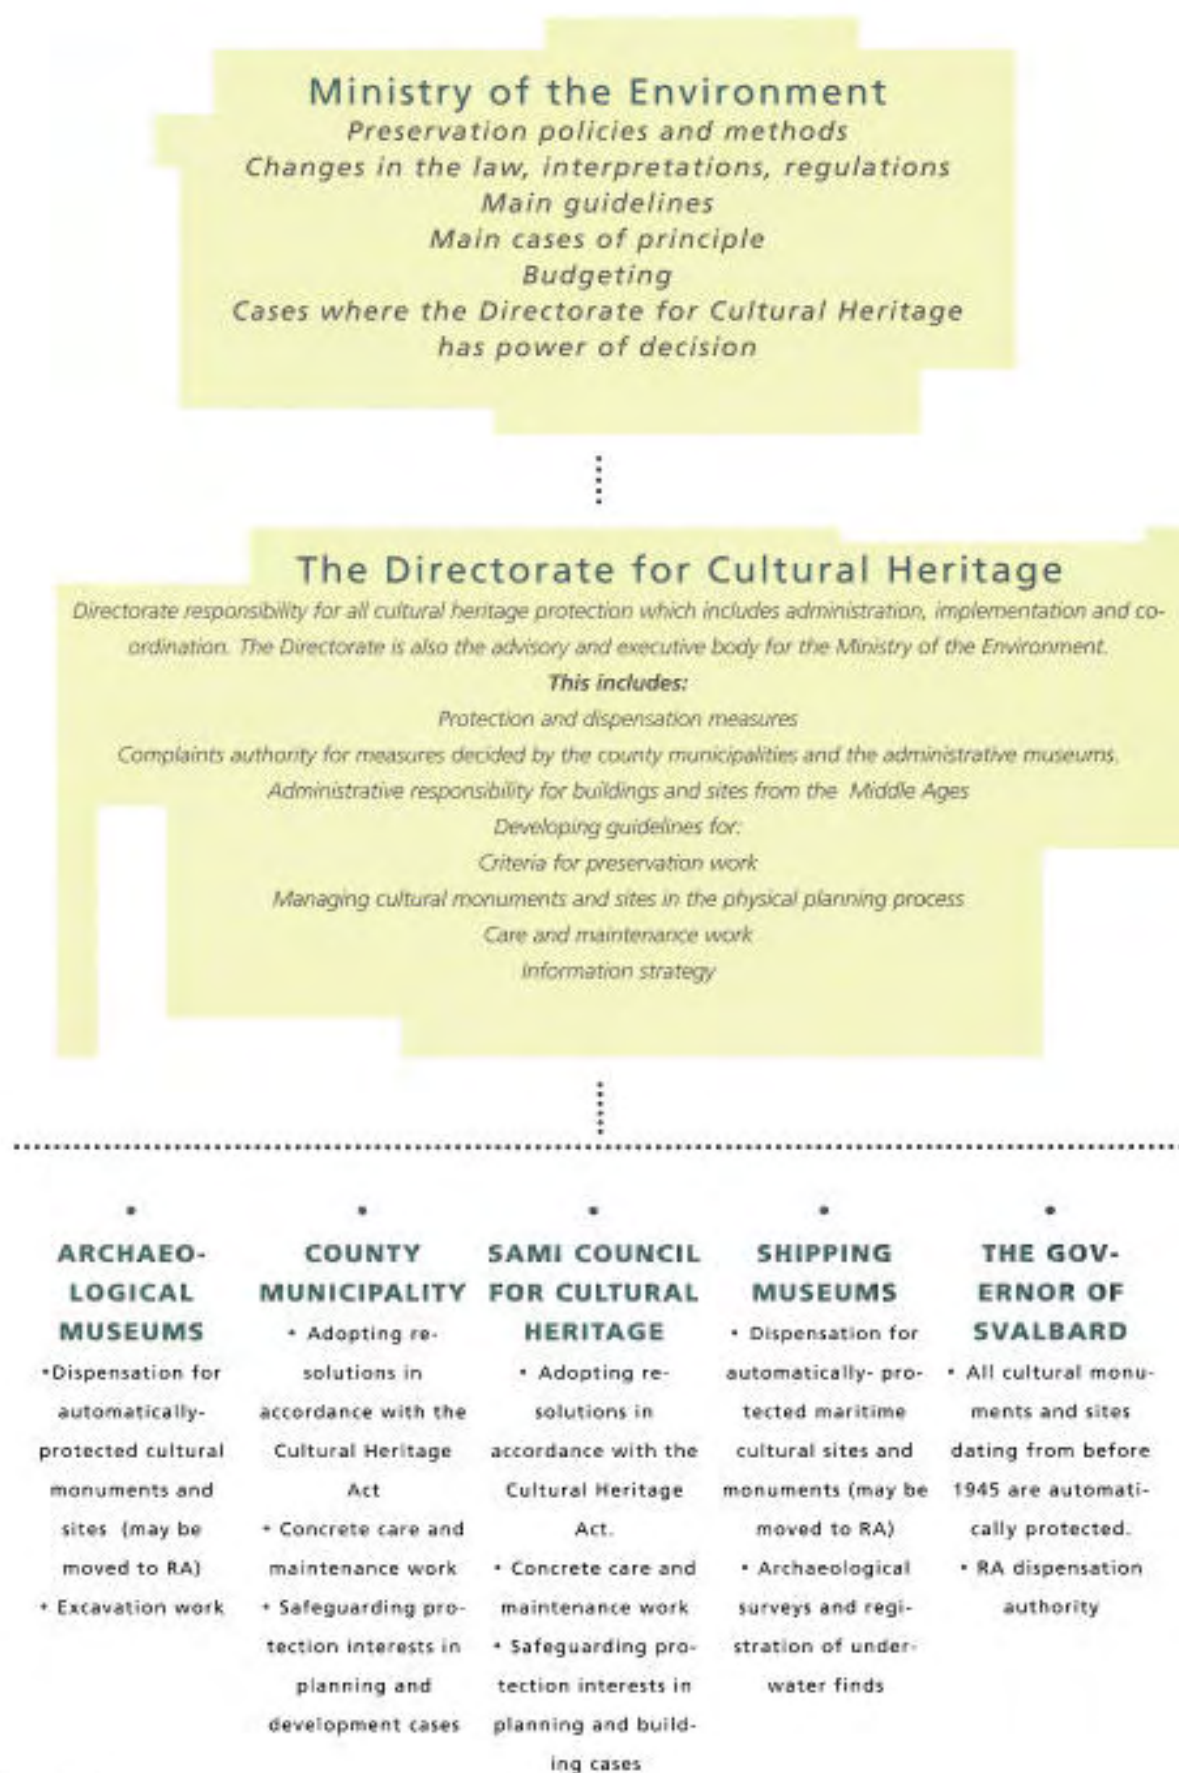 Ministry of the Environment
Preservation policies and methods
Changes in the law, interpretations, regulations
Main guidelines
Main cases of principle
Budgeting
Cases where the Directorate for Cultural Heritage
has power of decision
The Directorate for Cultural Heritage
Directorate responsibility for all cultural heritage protection which includes administration, implementation and co-
ordination. The Directorate is also the advisory and executive body for the Ministry of the Environment.
This includes:
Protection and dispensation measures
Complaints authority for measures decided by the county municipalities and the administrative museums.
Administrative responsibility for buildings and sites from the Middle Ages
Developing guidelines for:
Criteria for preservation work
Managing cultural monuments and sites in the physical planning process
Care and maintenance work
Information strategy
ARCHAEO-
LOGICAL
MUSEUMS
•Dispensation for
automatically-
protected cultural
monuments and
sites (may be
moved to RA)
• Excavation work
COUNTY
MUNICIPALITY
• Adopting re-
solutions in
accordance with the
Cultural Heritage
Act
• Concrete care and
maintenance work
• Safeguarding pro-
tection interests in
planning and
development cases
SAMI COUNCIL
FOR CULTURAL
HERITAGE
• Adopting re-
solutions in
accordance with the
Cultural Heritage
Act.
• Concrete care and
maintenance work
• Safeguarding pro-
tection interests in
planning and build-
ing cases
SHIPPING
MUSEUMS
• Dispensation for
automatically- pro-
tected maritime
cultural sites and
monuments (may be
moved to RA)
• Archaeological
surveys and regi-
stration of under-
water finds
THE GOV-
ERNOR OF
SVALBARD
• All cultural monu-
ments and sites
dating from before
1945 are automati-
cally protected.
• RA dispensation
authority